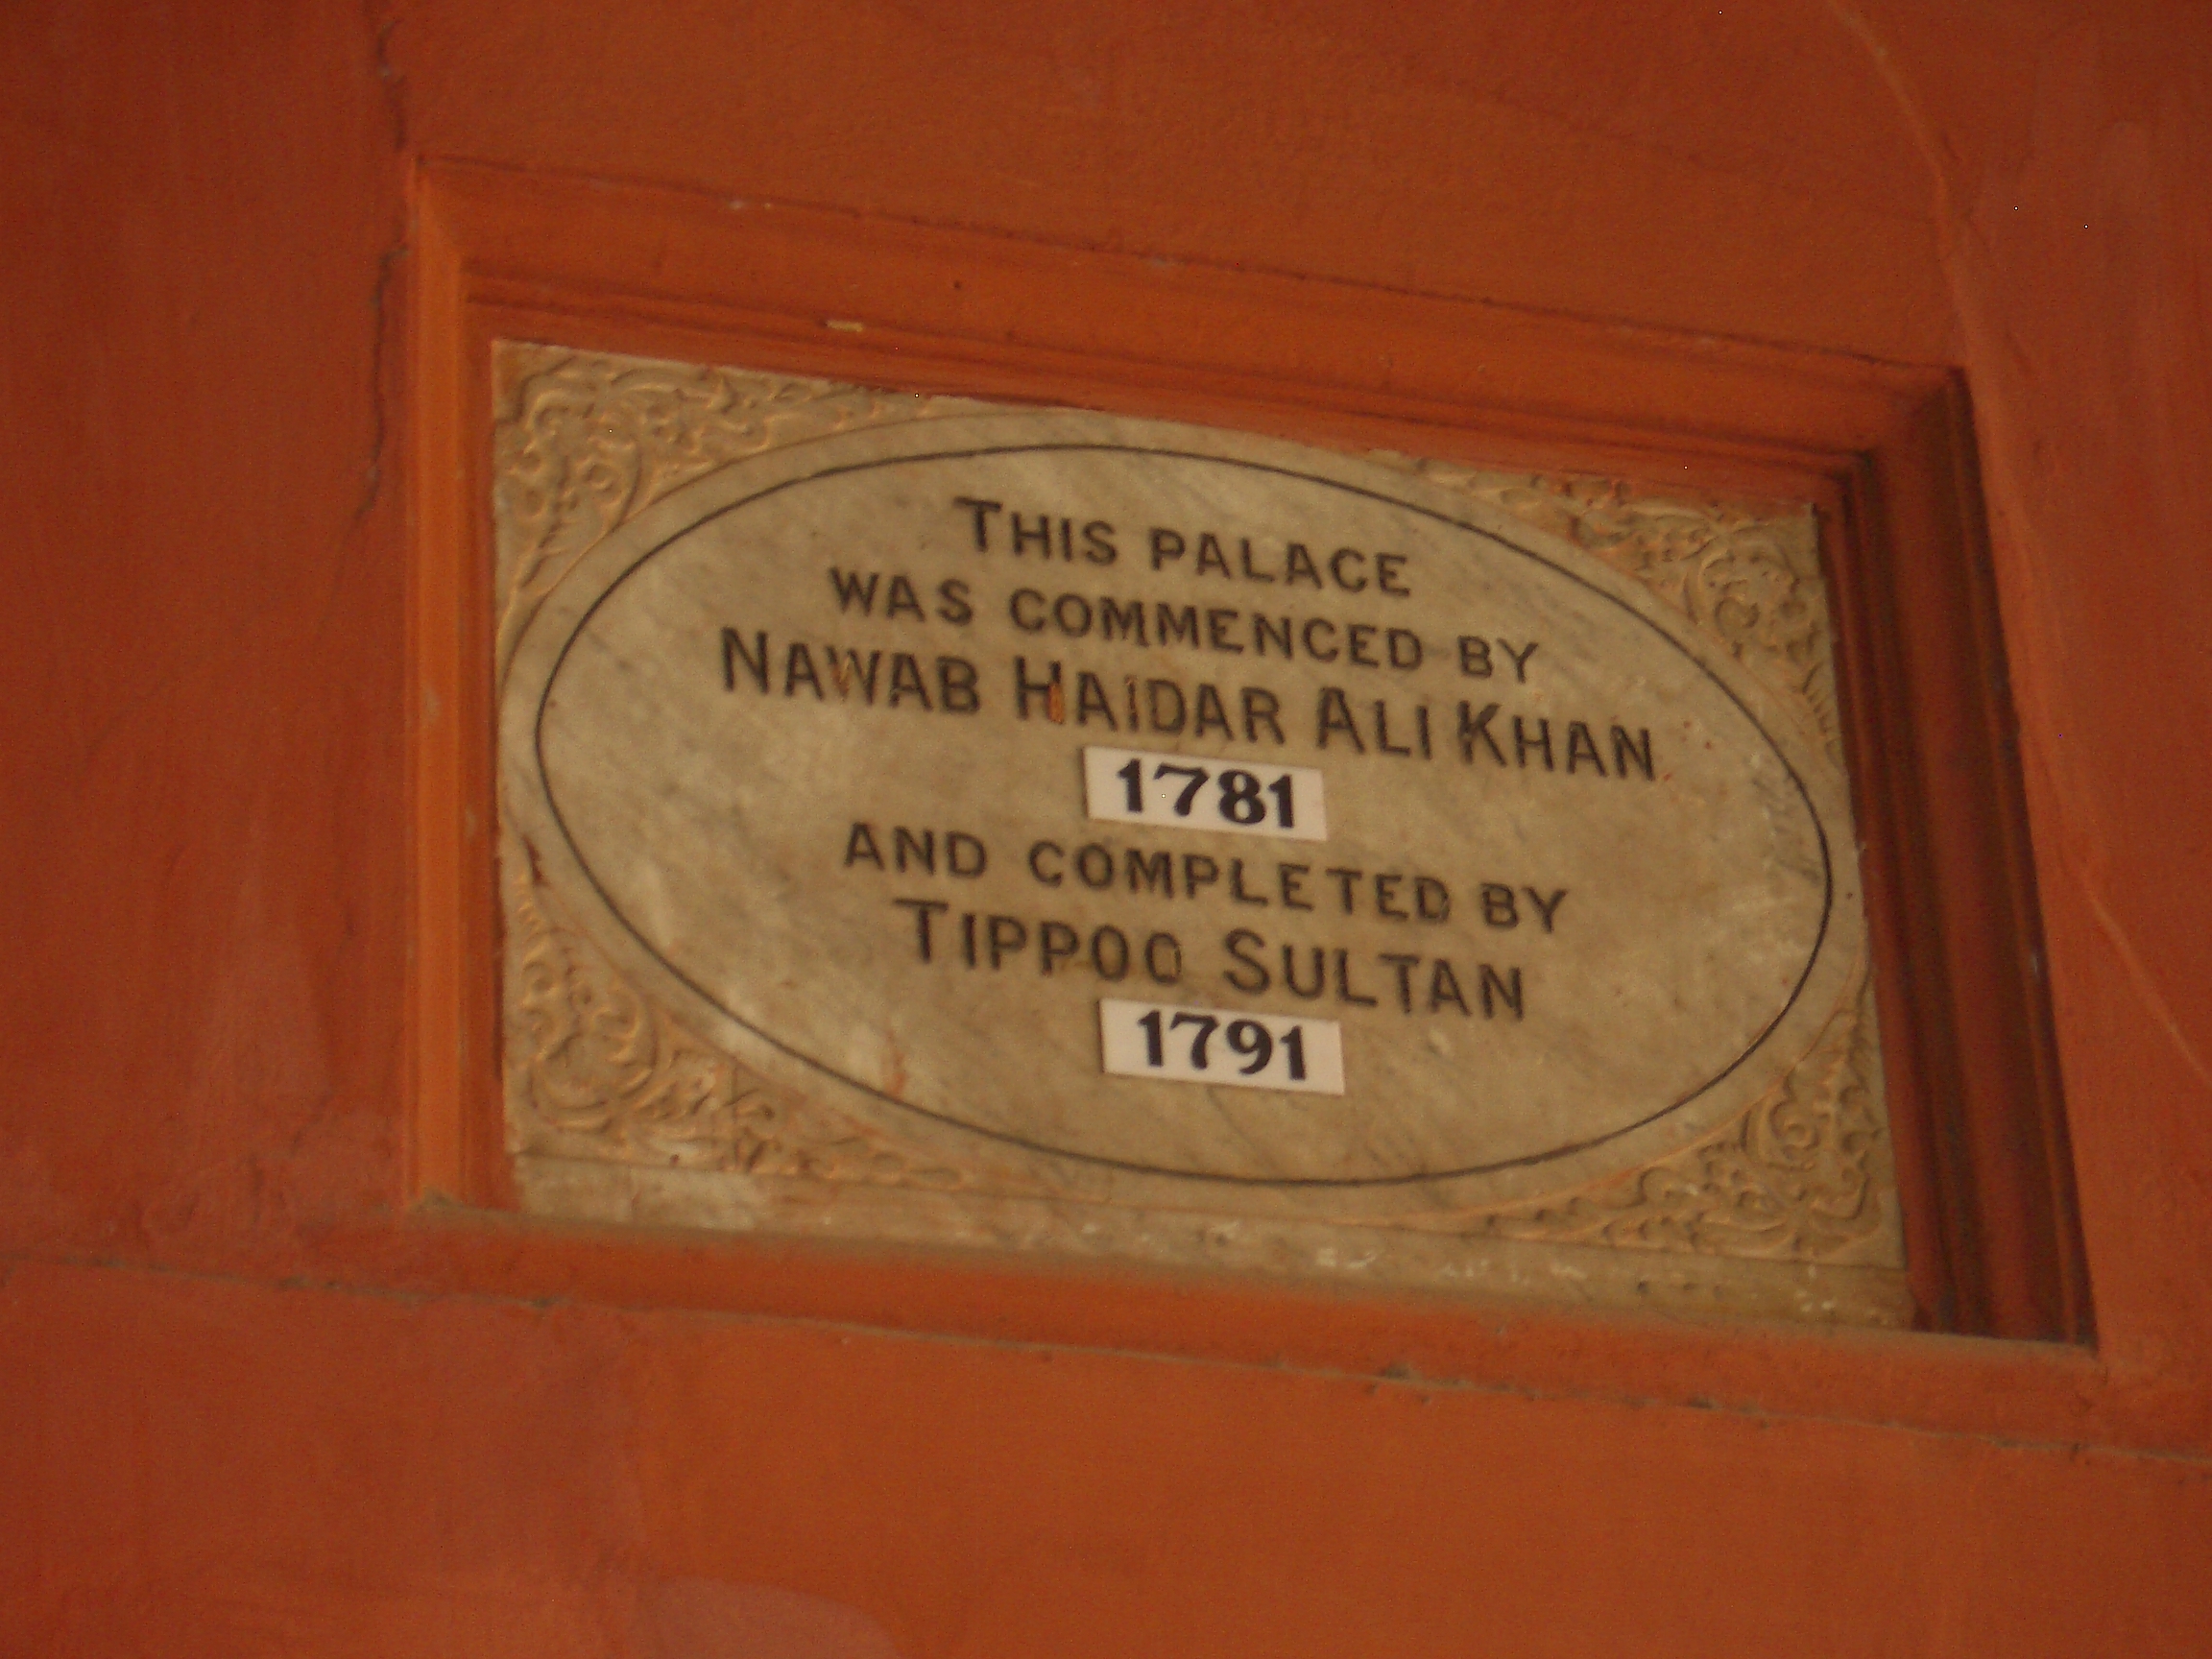 THIS PALACE
WAS COMMENCED BY
NAWAB HAIDAR ALI KHAN
1781
AND COMPLETED BY
TIPPOO SULTAN
1791